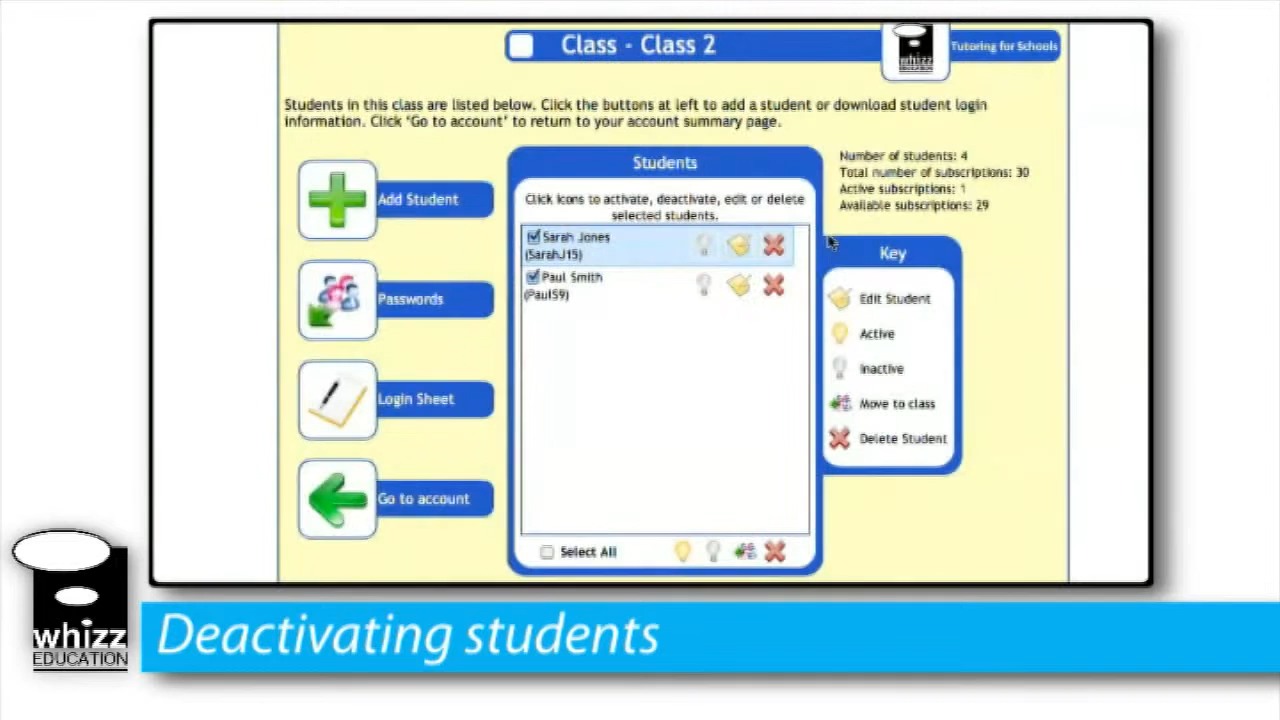 Class - Class 2
whizz
EDUCATION
Tutoring for Schools
Students in this class are listed below. Click the buttons at left to add a student or download student login
information. Click 'Go to account' to return to your account summary page.
Add Student
Passwords
Login Sheet
Go to account
Students
Click icons to activate, deactivate, edit or delete
selected students.
Sarah Jones
(SarahJ15)
Paul Smith
(PaulS9)
Select All
Number of students: 4
Total number of subscriptions: 30
Active subscriptions: 1
Available subscriptions: 29
Key
Edit Student
Active
Inactive
Move to class
Delete Student
whizz
EDUCATION
Deactivating students